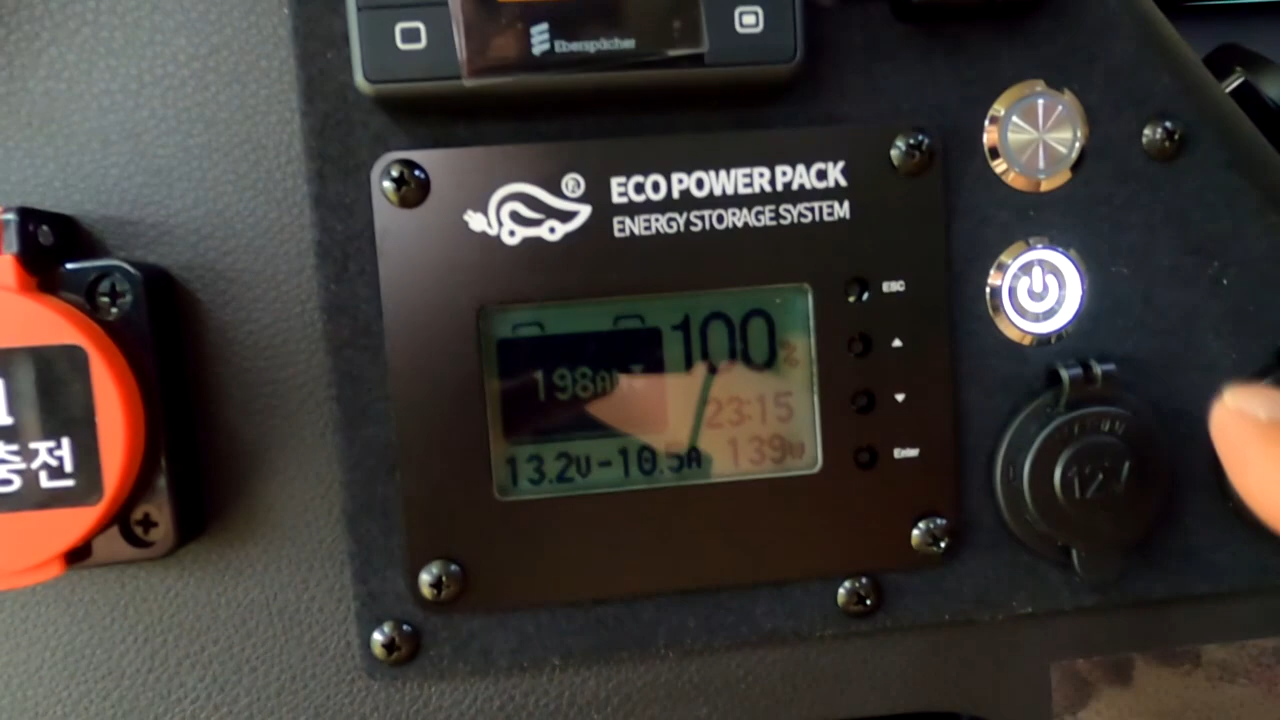 Eberspächer
ECO POWER PACK
ENERGY STORAGE SYSTEM
ESC
100%
198Ah
23:15
13.2V-10.5A 139W
Enter
12V
1
충전